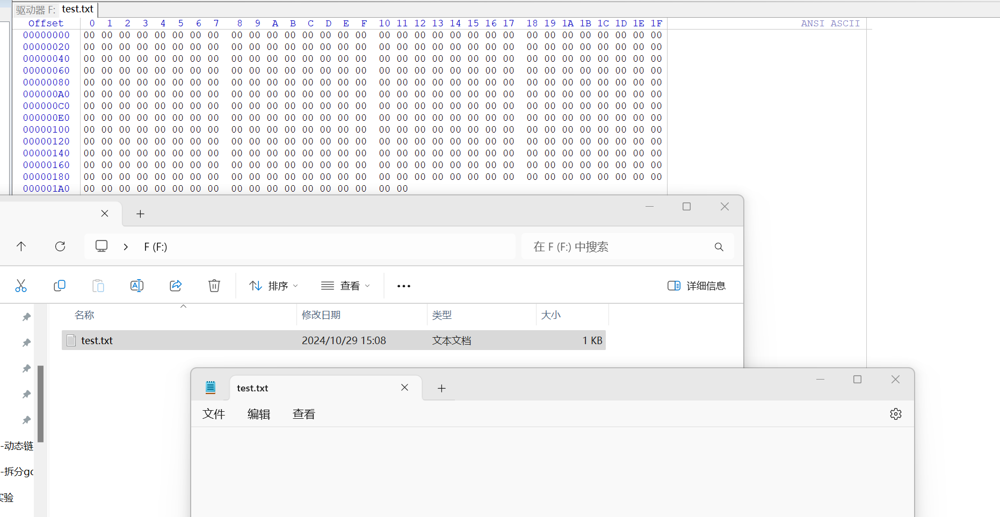 驱动器 F: test.txt
Offset 0 1 2 3 4 5 6 7 8 9 A B C D E F 10 11 12 13 14 15 16 17 18 19 1A 1B 1C 1D 1E 1F ANSI ASCII
00000000 00 00 00 00 00 00 00 00 00 00 00 00 00 00 00 00 00 00 00 00 00 00 00 00 00 00 00 00 00 00 00 00
00000020 00 00 00 00 00 00 00 00 00 00 00 00 00 00 00 00 00 00 00 00 00 00 00 00 00 00 00 00 00 00 00 00
00000040 00 00 00 00 00 00 00 00 00 00 00 00 00 00 00 00 00 00 00 00 00 00 00 00 00 00 00 00 00 00 00 00
00000060 00 00 00 00 00 00 00 00 00 00 00 00 00 00 00 00 00 00 00 00 00 00 00 00 00 00 00 00 00 00 00 00
00000080 00 00 00 00 00 00 00 00 00 00 00 00 00 00 00 00 00 00 00 00 00 00 00 00 00 00 00 00 00 00 00 00
000000A0 00 00 00 00 00 00 00 00 00 00 00 00 00 00 00 00 00 00 00 00 00 00 00 00 00 00 00 00 00 00 00 00
000000C0 00 00 00 00 00 00 00 00 00 00 00 00 00 00 00 00 00 00 00 00 00 00 00 00 00 00 00 00 00 00 00 00
000000E0 00 00 00 00 00 00 00 00 00 00 00 00 00 00 00 00 00 00 00 00 00 00 00 00 00 00 00 00 00 00 00 00
00000100 00 00 00 00 00 00 00 00 00 00 00 00 00 00 00 00 00 00 00 00 00 00 00 00 00 00 00 00 00 00 00 00
00000120 00 00 00 00 00 00 00 00 00 00 00 00 00 00 00 00 00 00 00 00 00 00 00 00 00 00 00 00 00 00 00 00
00000140 00 00 00 00 00 00 00 00 00 00 00 00 00 00 00 00 00 00 00 00 00 00 00 00 00 00 00 00 00 00 00 00
00000160 00 00 00 00 00 00 00 00 00 00 00 00 00 00 00 00 00 00 00 00 00 00 00 00 00 00 00 00 00 00 00 00
00000180 00 00 00 00 00 00 00 00 00 00 00 00 00 00 00 00 00 00 00 00 00 00 00 00 00 00 00 00 00 00 00 00
000001A0 00 00 00 00 00 00 00 00 00 00 00 00 00 00 00 00 00 00
F (F:) 在 F (F:) 中搜索
排序 查看 详细信息
名称 修改日期 类型 大小
test.txt 2024/10/29 15:08 文本文档 1 KB
test.txt
文件 编辑 查看
-动态链
-拆分gc
实验